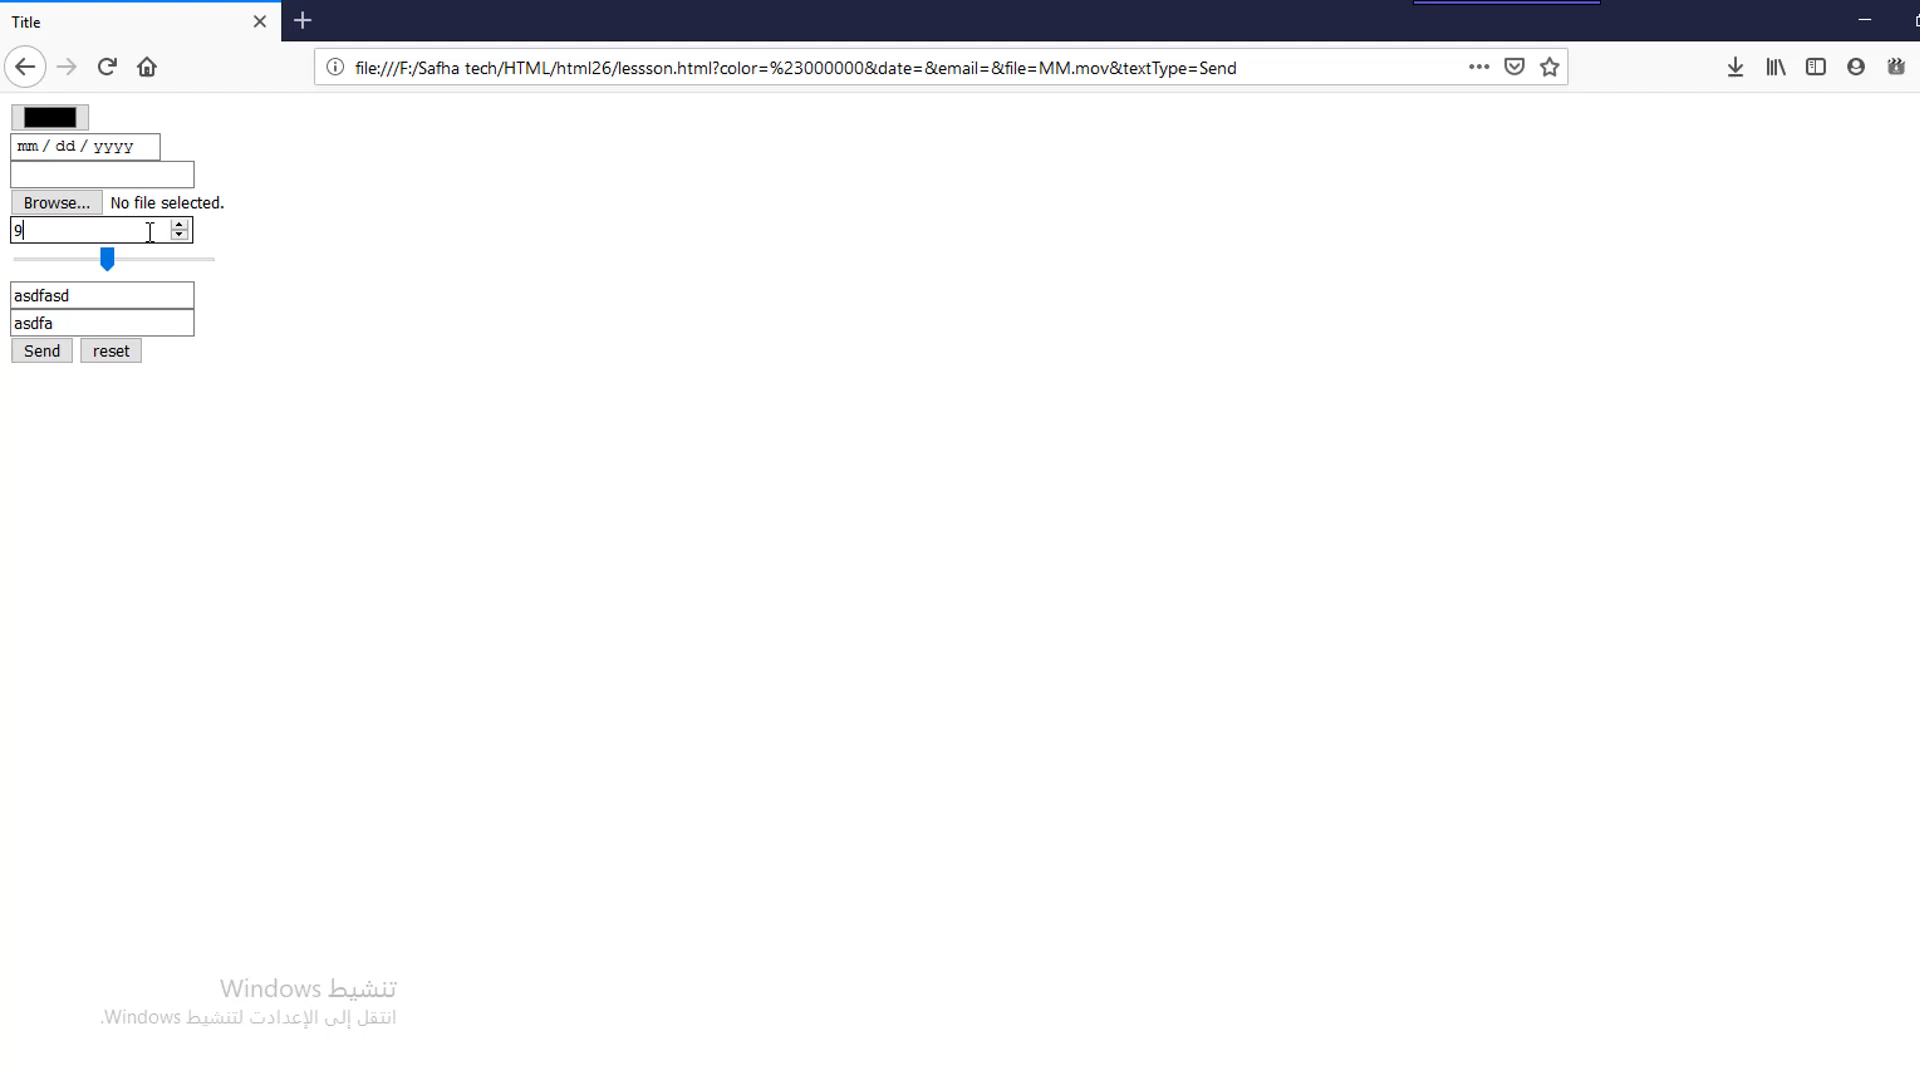 Title
file:///F:/Safha tech/HTML/html26/lessson.html?color=%23000000&date=&email=&file=MM.mov&textType=Send
mm / dd / yyyy
Browse... No file selected.
9
asdfasd
asdfa
Send reset
تنشيط Windows
انتقل إلى الإعدادت لتنشيط Windows.